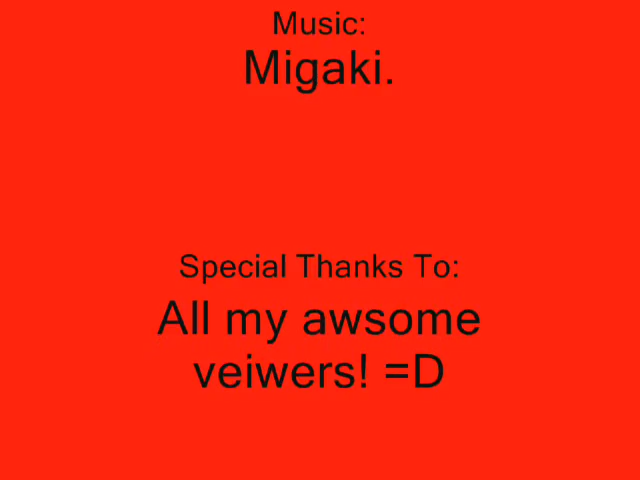 Music:
Migaki.
Special Thanks To:
All my awsome
veiwers! =D